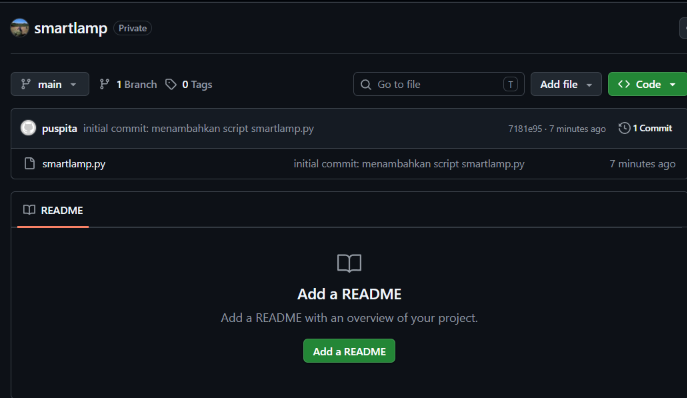 smartlamp Private
main 1 Branch 0 Tags Go to file T Add file Code
puspita initial commit: menambahkan script smartlamp.py 7181e95 · 7 minutes ago 1 Commit
smartlamp.py initial commit: menambahkan script smartlamp.py 7 minutes ago
README
Add a README
Add a README with an overview of your project.
Add a README